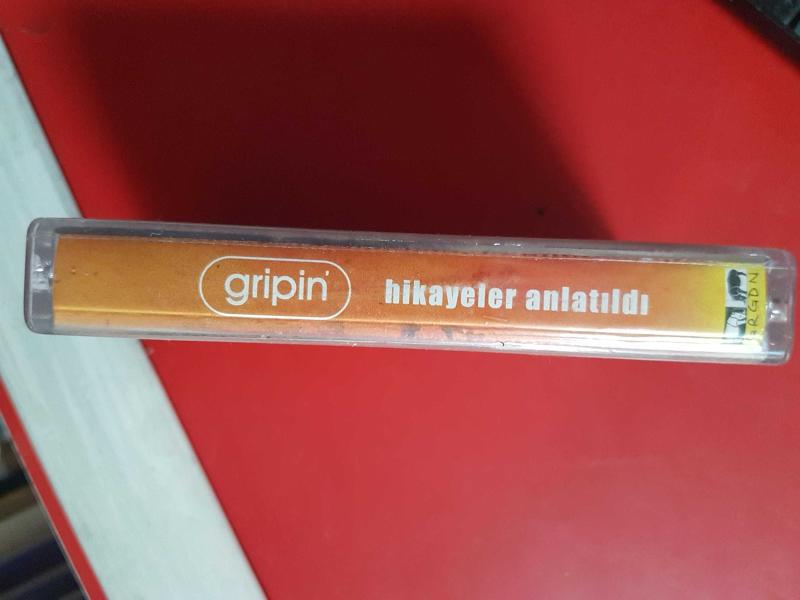 gripin'
hikayeler anlatıldı